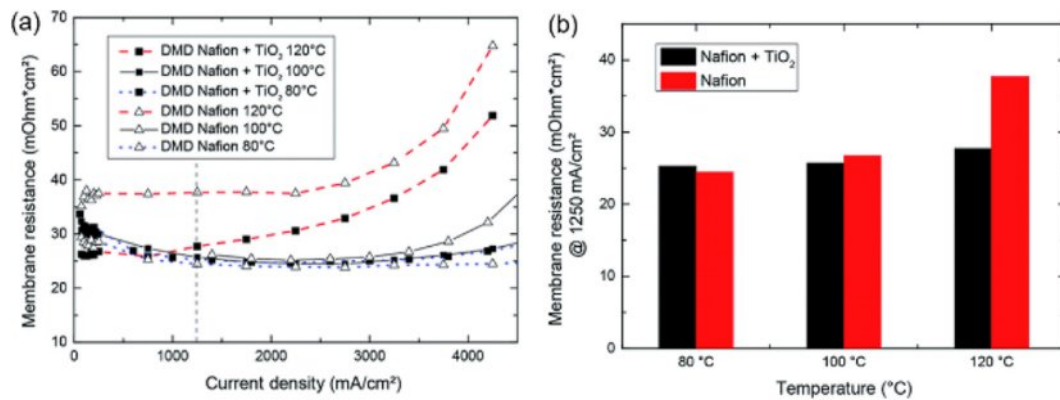 (a)
Membrane resistance (mOhm*cm²)
70
60
50
40
30
20
10
DMD Nafion + TiO₂ 120°C
DMD Nafion + TiO₂ 100°C
DMD Nafion + TiO₂ 80°C
DMD Nafion 120°C
DMD Nafion 100°C
DMD Nafion 80°C
0 1000 2000 3000 4000
Current density (mA/cm²)
(b)
Membrane resistance (mOhm*cm²)
@ 1250 mA/cm²
40
30
20
10
0
Nafion + TiO₂
Nafion
80 °C 100 °C 120 °C
Temperature (°C)